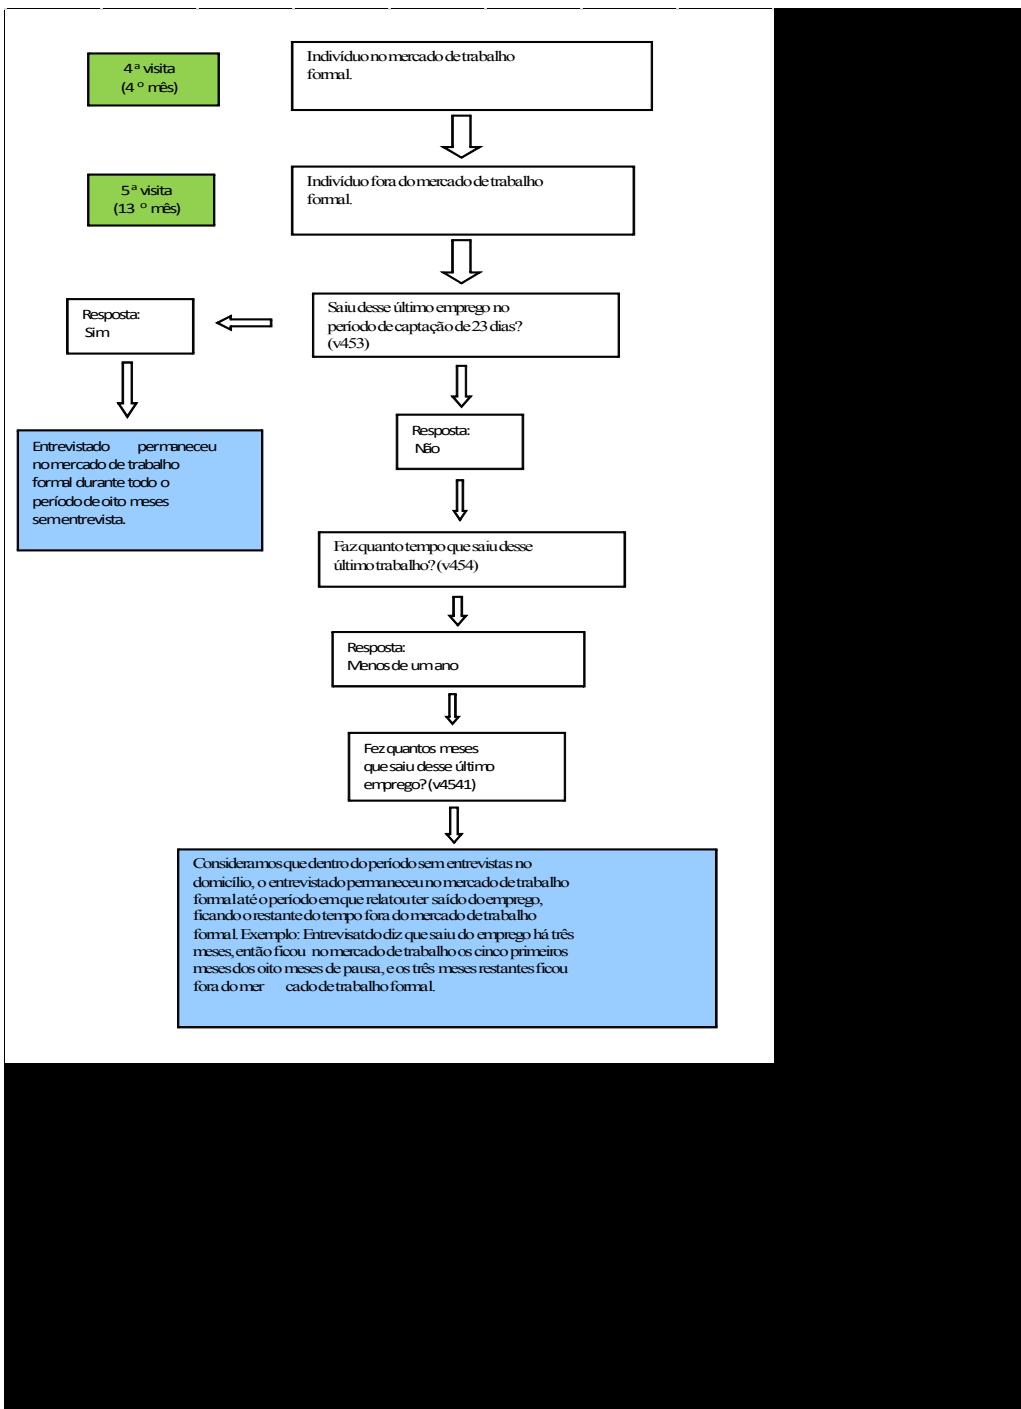 4ª visita
(4º mês)
Indivíduo no mercado de trabalho
formal.
5ª visita
(13º mês)
Indivíduo fora do mercado de trabalho
formal.
Saiu desse último emprego no
período de captação de 23 dias?
(v453)
Resposta:
Sim
Entrevistado permaneceu
no mercado de trabalho
formal durante todo o
período de oito meses
sem entrevista.
Resposta:
Não
Faz quanto tempo que saiu desse
último trabalho? (v454)
Resposta:
Menos de um ano
Fez quantos meses
que saiu desse último
emprego? (v4541)
Consideramos que dentro do período sem entrevistas no
domicílio, o entrevistado permaneceu no mercado de trabalho
formal até o período em que relatou ter saído do emprego,
ficando o restante do tempo fora do mercado de trabalho
formal. Exemplo: Entrevisatdo diz que saiu do emprego há três
meses, então ficou no mercado de trabalho os cinco primeiros
meses dos oito meses de pausa, e os três meses restantes ficou
fora do mer cado de trabalho formal.